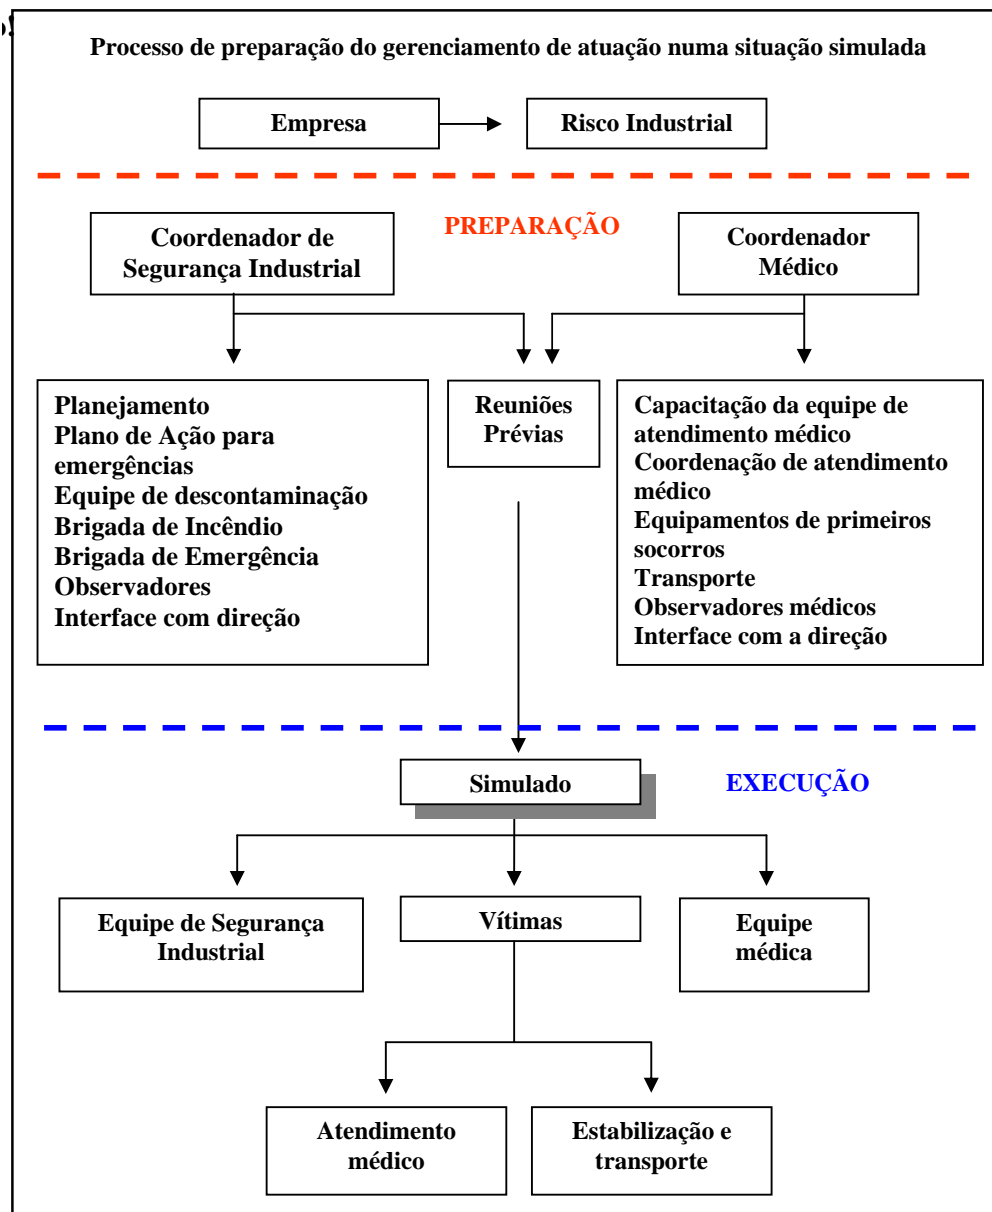 Processo de preparação do gerenciamento de atuação numa situação simulada
Empresa
Risco Industrial
PREPARAÇÃO
Coordenador de
Segurança Industrial
Coordenador
Médico
Planejamento
Plano de Ação para
emergências
Equipe de descontaminação
Brigada de Incêndio
Brigada de Emergência
Observadores
Interface com direção
Reuniões
Prévias
Capacitação da equipe de
atendimento médico
Coordenação de atendimento
médico
Equipamentos de primeiros
socorros
Transporte
Observadores médicos
Interface com a direção
Simulado
EXECUÇÃO
Equipe de Segurança
Industrial
Vítimas
Equipe
médica
Atendimento
médico
Estabilização e
transporte